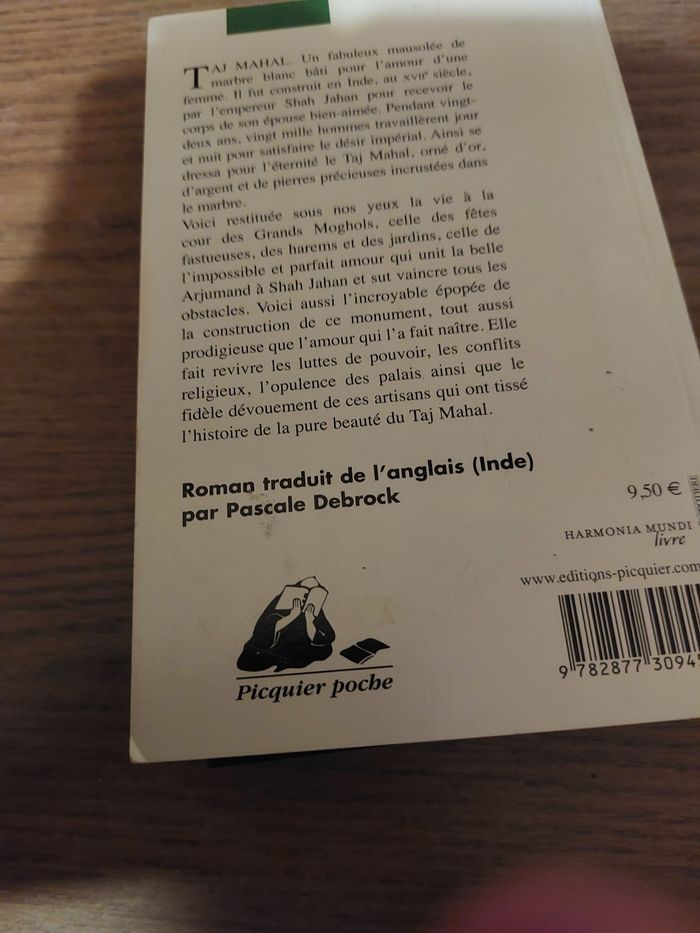 TAJ MAHAL. Un fabuleux mausolée de
marbre blanc bâti pour l'amour d'une
femme. Il fut construit en Inde, au XVIIe siècle,
par l'empereur Shah Jahan pour recevoir le
corps de son épouse bien-aimée. Pendant vingt-
deux ans, vingt mille hommes travaillèrent jour
et nuit pour satisfaire le désir impérial. Ainsi se
dressa pour l'éternité le Taj Mahal, orné d'or,
d'argent et de pierres précieuses incrustées dans
le marbre.
Voici restituée sous nos yeux la vie à la
cour des Grands Moghols, celle des fêtes
fastueuses, des harems et des jardins, celle de
l'impossible et parfait amour qui unit la belle
Arjumand à Shah Jahan et sut vaincre tous les
obstacles. Voici aussi l'incroyable épopée de
la construction de ce monument, tout aussi
prodigieuse que l'amour qui l'a fait naître. Elle
fait revivre les luttes de pouvoir, les conflits
religieux, l'opulence des palais ainsi que le
fidèle dévouement de ces artisans qui ont tissé
l'histoire de la pure beauté du Taj Mahal.
Roman traduit de l'anglais (Inde)
par Pascale Debrock
9,50 €
HARMONIA MUNDI
livre
www.editions-picquier.com
9 782877 3094
Picquier poche